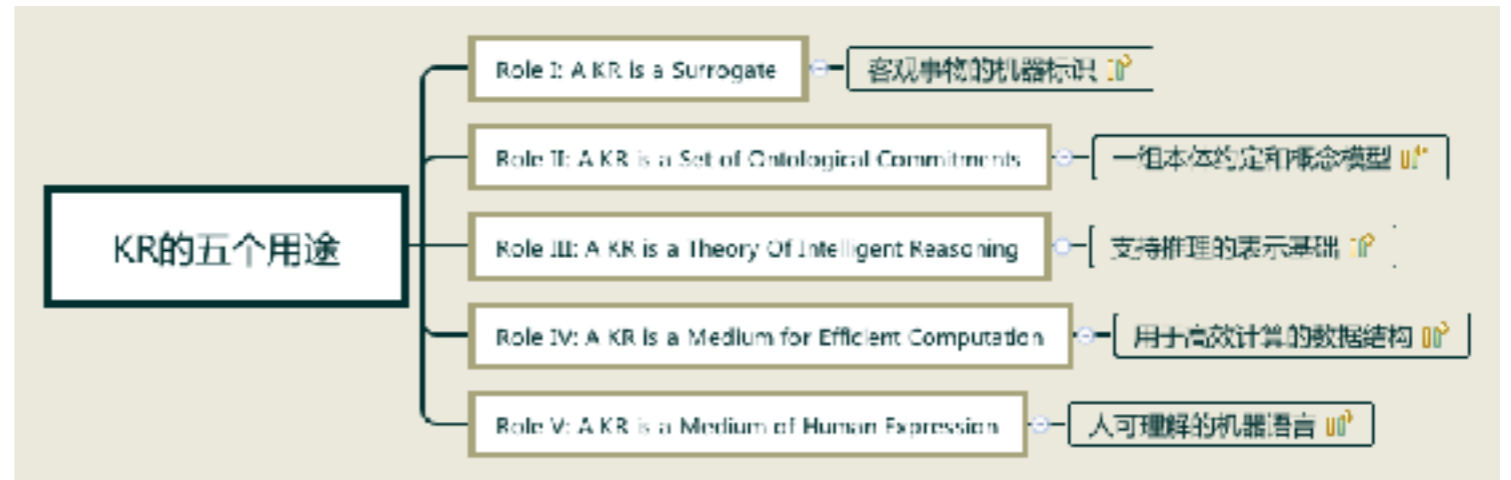 Role I: A KR is a Surrogate
客观事物的机器标识
Role II: A KR is a Set of Ontological Commitments
一组本体约定和概念模型
KR的五个用途
Role III: A KR is a Theory Of Intelligent Reasoning
支持推理的表示基础
Role IV: A KR is a Medium for Efficient Computation
用于高效计算的数据结构
Role V: A KR is a Medium of Human Expression
人可理解的机器语言